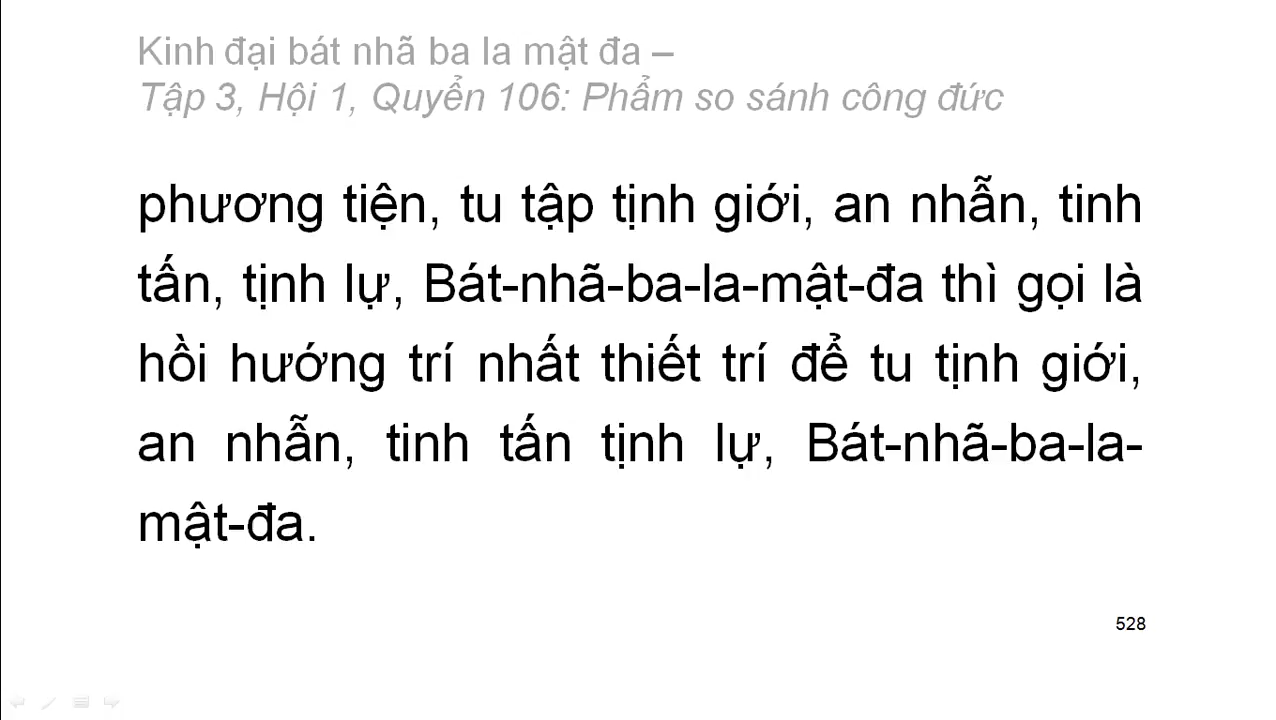 Kinh đại bát nhã ba la mật đa –
Tập 3, Hội 1, Quyển 106: Phẩm so sánh công đức
phương tiện, tu tập tịnh giới, an nhẫn, tinh
tấn, tịnh lự, Bát-nhã-ba-la-mật-đa thì gọi là
hồi hướng trí nhất thiết trí để tu tịnh giới,
an nhẫn, tinh tấn tịnh lự, Bát-nhã-ba-la-
mật-đa.
528